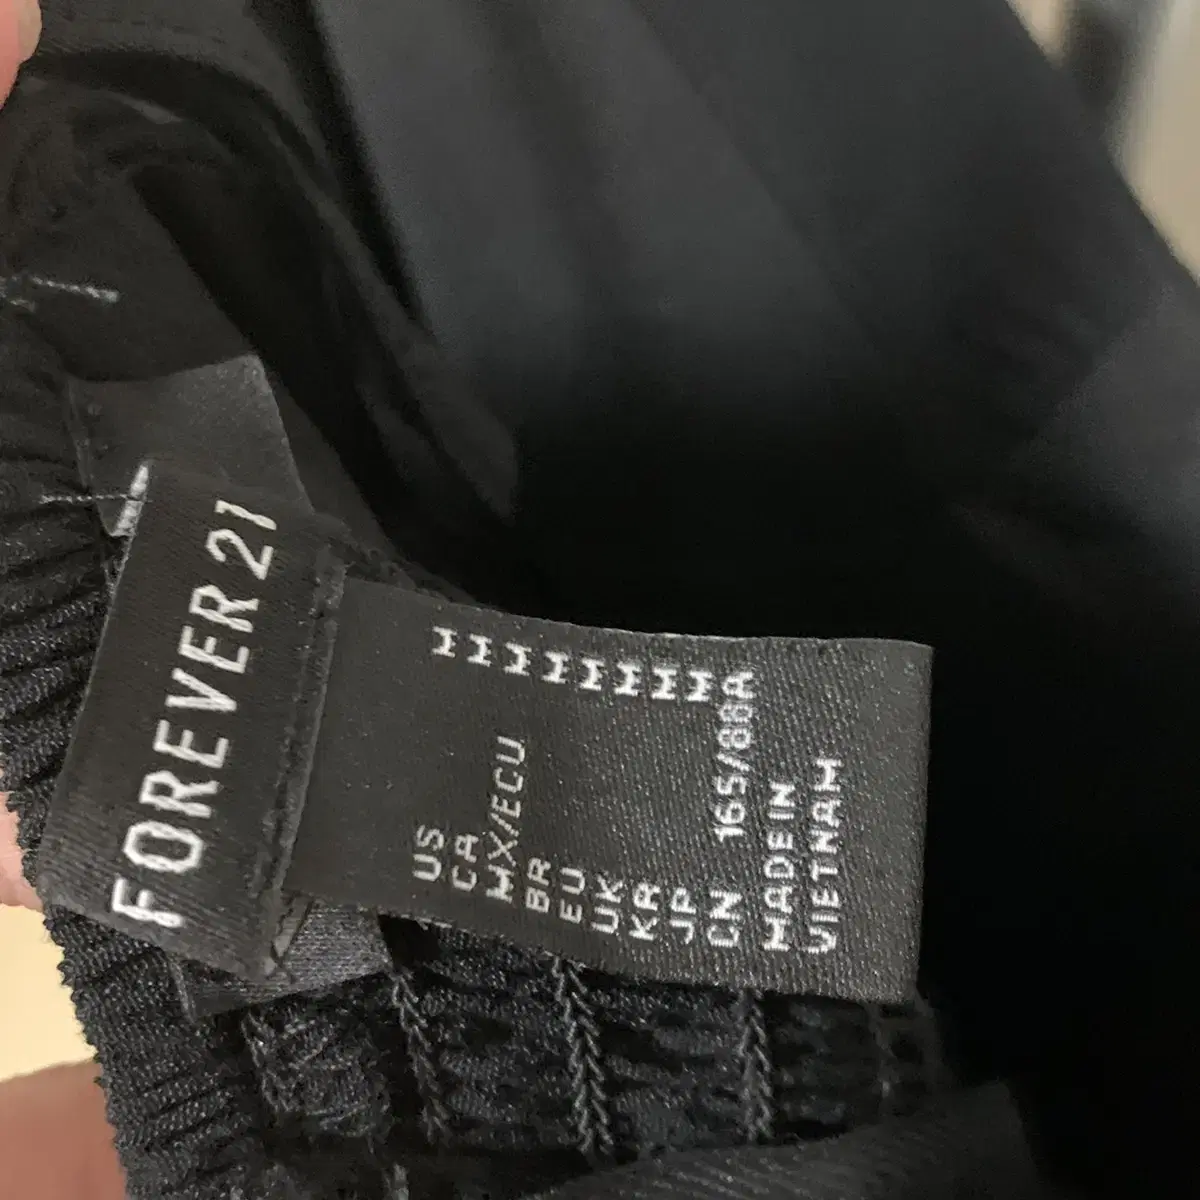 FOREVER 21
US M
CA M
MX/ECU M
BR M
EU M
UK M
KR M
JP M
CN 165/88A
MADE IN
VIETNAM